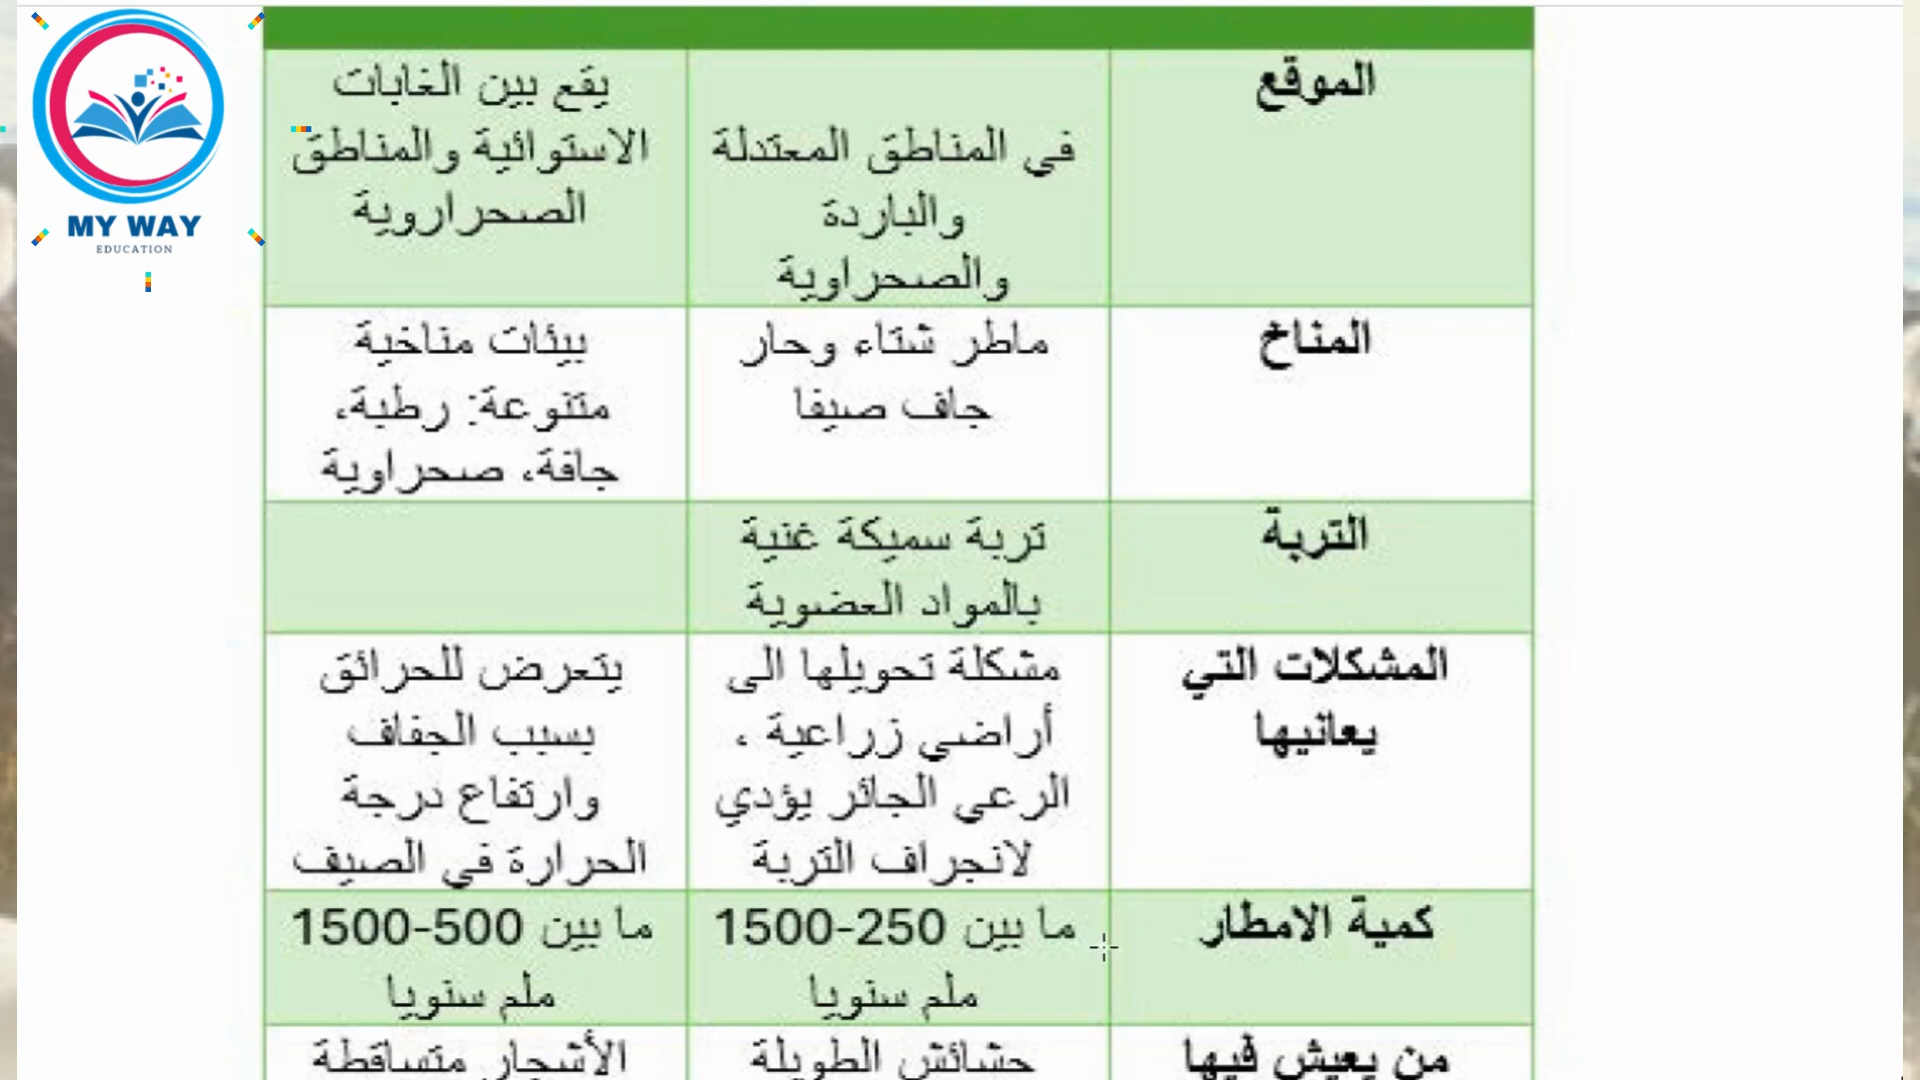 MY WAY
EDUCATION
الموقع
في المناطق المعتدلة
والباردة
والصحراوية
يقع بين الغابات
الاستوائية والمناطق
الصحراروية
المناخ
ماطر شتاء وحار
جاف صيفا
بيئات مناخية
متنوعة: رطبة،
جافة، صحراوية
التربة
تربة سميكة غنية
بالمواد العضوية
المشكلات التي
يعانيها
مشكلة تحويلها الى
أراضي زراعية ،
الرعي الجائر يؤدي
لانجراف التربة
يتعرض للحرائق
بسبب الجفاف
وارتفاع درجة
الحرارة في الصيف
كمية الامطار
ما بين 250-1500
ملم سنويا
ما بين 500-1500
ملم سنويا
من يعيش فيها
حشائش الطويلة
الأشجار متساقطة